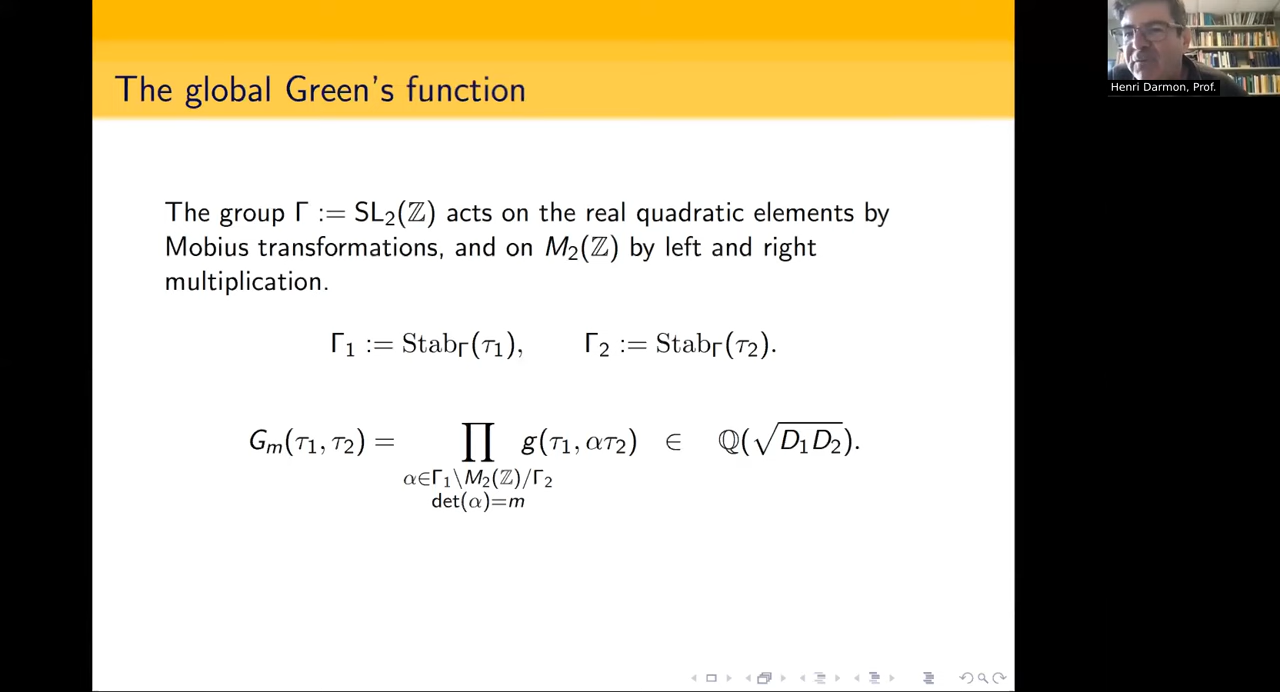 The global Green's function
Henri Darmon, Prof.
The group Γ := SL₂(ℤ) acts on the real quadratic elements by
Mobius transformations, and on M₂(ℤ) by left and right
multiplication.
Γ₁ := Stab_Γ(τ₁), Γ₂ := Stab_Γ(τ₂).
G_m(τ₁, τ₂) = ∏ g(τ₁, ατ₂) ∈ ℚ(√D₁D₂).
α∈Γ₁\M₂(ℤ)/Γ₂
det(α)=m